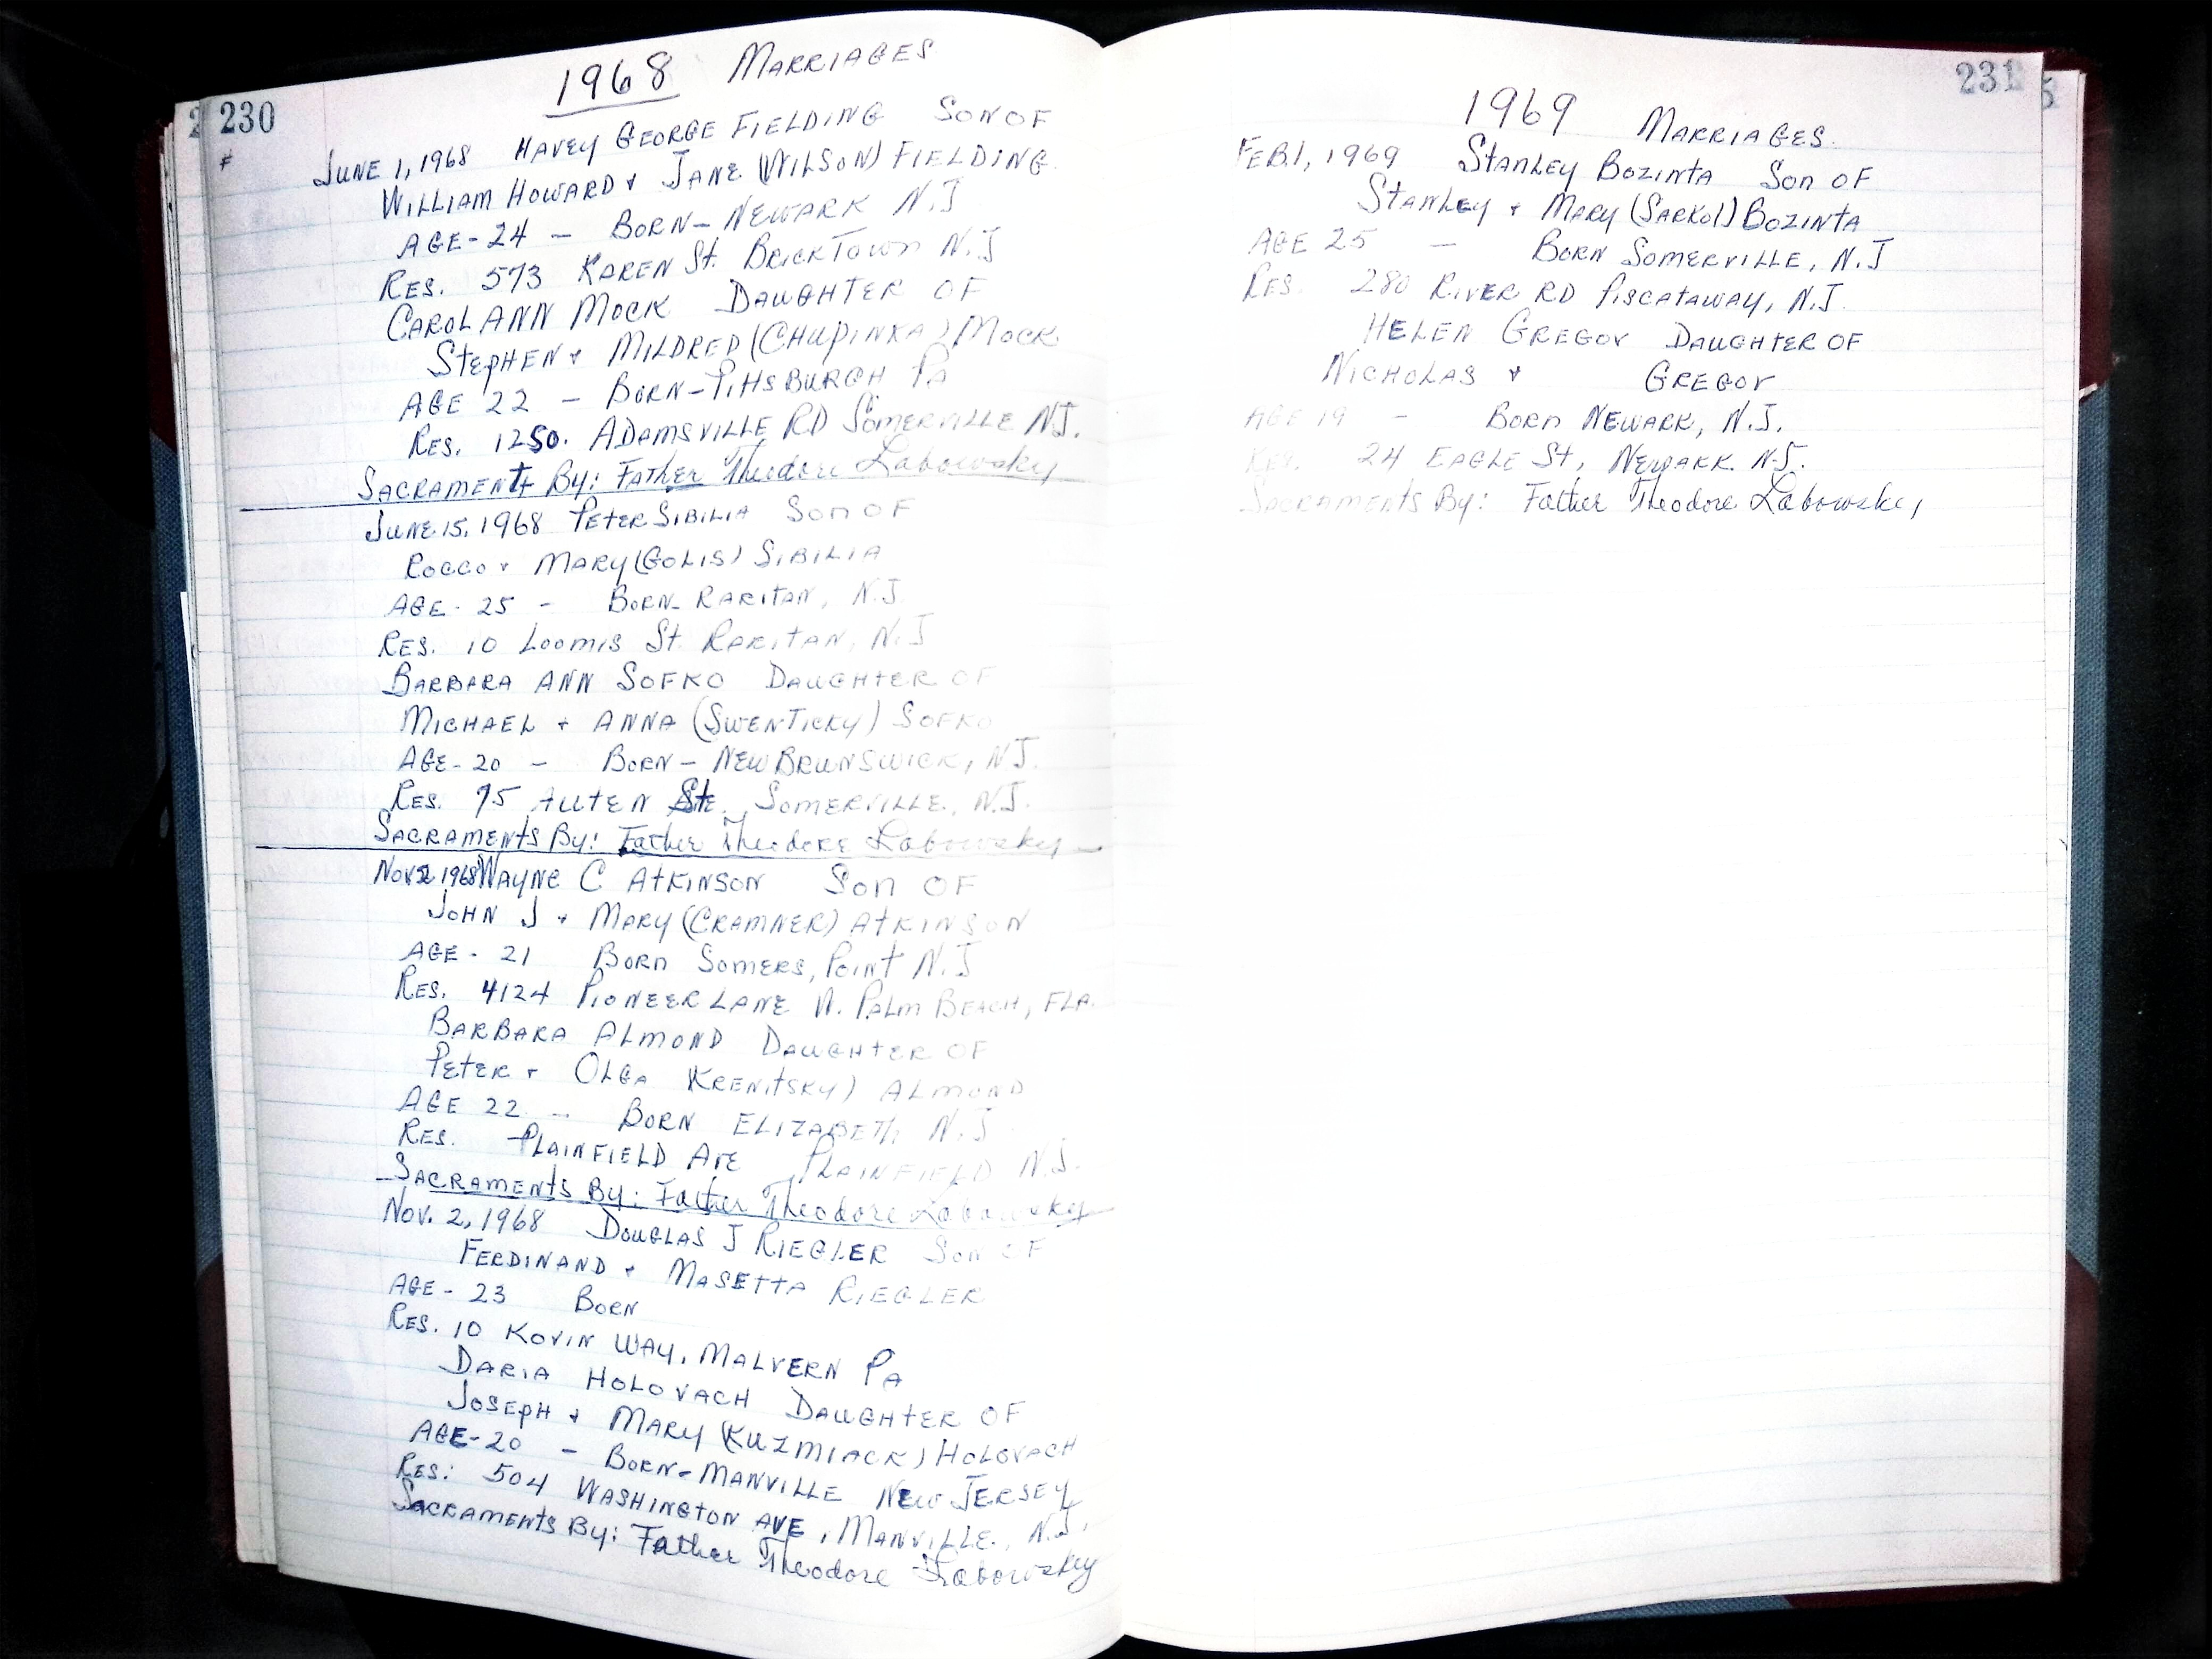 230
1968 MARRIAGES
JUNE 1, 1968 HAVEY GEORGE FIELDING SON OF
WILLIAM HOWARD & JANE (WILSON) FIELDING
AGE-24 - BORN- NEWARK N.J
RES. 573 KAREN St. BRICKTOWN N.J
CAROL ANN MOCK DAUGHTER OF
STEPHEN & MILDRED (CHUPINKA) MOCK
AGE 22 - BORN- PITTSBURGH PA
RES. 1250. ADAMSVILLE RD SOMERVILLE NJ.
SACRAMENT By: Father Theodore Labowsky
JUNE 15, 1968 PETER SIBILIA SON OF
ROCCO & MARY (GOLIS) SIBILIA
AGE- 25 - BORN- RARITAN, N.J.
RES. 10 LOOMIS St. RARITAN, N.J
BARBARA ANN SOFKO DAUGHTER OF
MICHAEL & ANNA (SWENTICKY) SOFKO
AGE-20 - BORN- NEW BRUNSWICK, N.J.
RES. 75 AUTEN SOMERVILLE, N.J.
SACRAMENTS By: Father Theodore Labowsky
NOV 2 1968 WAYNE C ATKINSON SON OF
JOHN J & MARY (CRAMNER) ATKINSON
AGE- 21 BORN SOMERS, POINT N.J
RES. 4124 PIONEER LANE W. PALM BEACH, FLA.
BARBARA ALMOND DAUGHTER OF
PETER & OLGA KRENITSKY) ALMOND
AGE 22 - BORN ELIZABETH N.J
RES. PLAINFIELD AVE PLAINFIELD N.J.
SACRAMENTS By: Father Theodore Labowsky
NOV. 2, 1968 DOUGLAS J RIEGLER SON OF
FERDINAND & MASETTA RIEGLER
AGE- 23 BORN
RES. 10 KOVIN WAY, MALVERN PA
DARIA HOLOVACH DAUGHTER OF
JOSEPH & MARY (KUZMIACK) HOLOVACH
AGE-20 - BORN- MANVILLE NEW JERSEY
RES: 504 WASHINGTON AVE, MANVILLE., N.J.
SACRAMENTS By: Father Theodore Labowsky
231
1969 MARRIAGES.
FEB. 1, 1969 STANLEY BOZINTA SON OF
STANLEY & MARY (SARKOI) BOZINTA
AGE 25 - BORN SOMERVILLE, N.J
RES. 280 RIVER RD PISCATAWAY, N.J.
HELEN GREGOV DAUGHTER OF
NICHOLAS & GREGOV
AGE 19 - BORN NEWARK, N.J.
RES. 24 EAGLE St, NEWARK N.J.
SACRAMENTS By: Father Theodore Labowsky